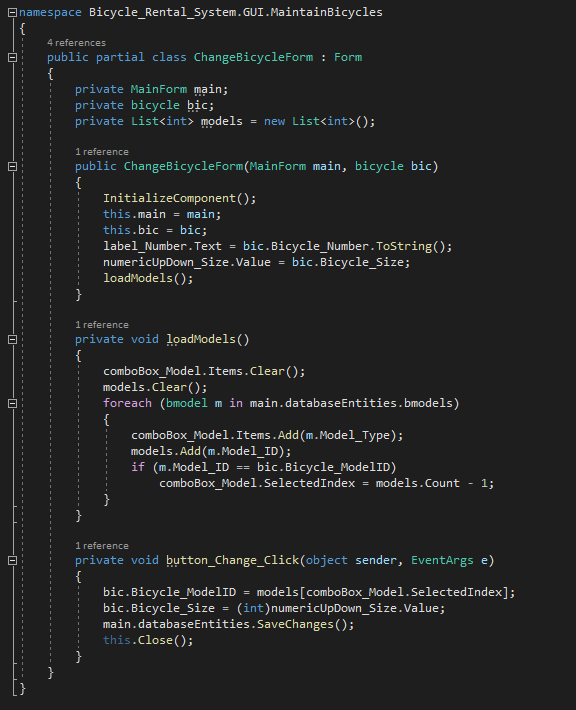 namespace Bicycle_Rental_System.GUI.MaintainBicycles
{
    4 references
    public partial class ChangeBicycleForm : Form
    {
        private MainForm main;
        private bicycle bic;
        private List<int> models = new List<int>();
        1 reference
        public ChangeBicycleForm(MainForm main, bicycle bic)
        {
            InitializeComponent();
            this.main = main;
            this.bic = bic;
            label_Number.Text = bic.Bicycle_Number.ToString();
            numericUpDown_Size.Value = bic.Bicycle_Size;
            loadModels();
        }
        1 reference
        private void loadModels()
        {
            comboBox_Model.Items.Clear();
            models.Clear();
            foreach (bmodel m in main.databaseEntities.bmodels)
            {
                comboBox_Model.Items.Add(m.Model_Type);
                models.Add(m.Model_ID);
                if (m.Model_ID == bic.Bicycle_ModelID)
                    comboBox_Model.SelectedIndex = models.Count - 1;
            }
        }
        1 reference
        private void button_Change_Click(object sender, EventArgs e)
        {
            bic.Bicycle_ModelID = models[comboBox_Model.SelectedIndex];
            bic.Bicycle_Size = (int)numericUpDown_Size.Value;
            main.databaseEntities.SaveChanges();
            this.Close();
        }
    }
}